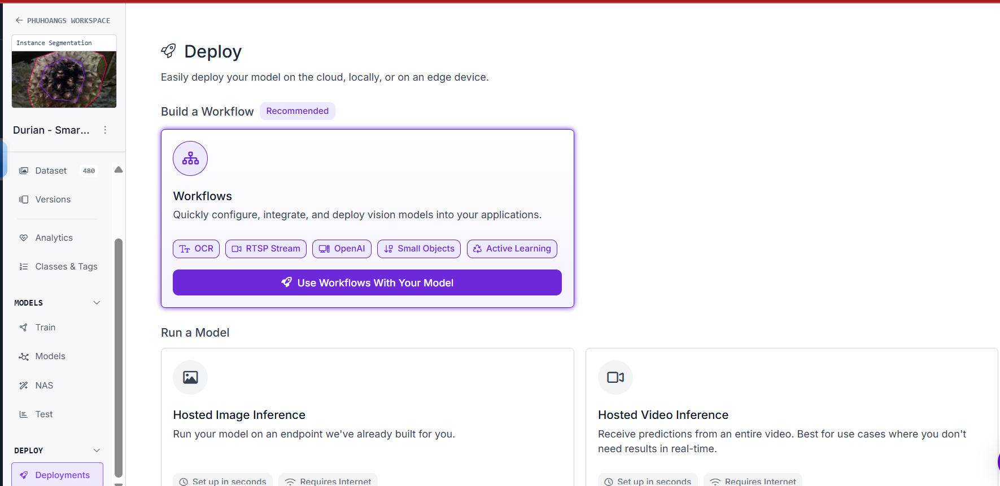 PHUHOANGS WORKSPACE
Instance Segmentation
Durian - Smar...
Dataset 480
Versions
Analytics
Classes & Tags
MODELS
Train
Models
NAS
Test
DEPLOY
Deployments
Deploy
Easily deploy your model on the cloud, locally, or on an edge device.
Build a Workflow Recommended
Workflows
Quickly configure, integrate, and deploy vision models into your applications.
OCR RTSP Stream OpenAI Small Objects Active Learning
Use Workflows With Your Model
Run a Model
Hosted Image Inference
Run your model on an endpoint we've already built for you.
Set up in seconds Requires Internet
Hosted Video Inference
Receive predictions from an entire video. Best for use cases where you don't
need results in real-time.
Set up in seconds Requires Internet